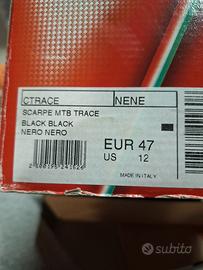 CTRACE NENE
SCARPE MTB TRACE
BLACK BLACK
NERO NERO
EUR 47
US 12
MADE IN ITALY
subito